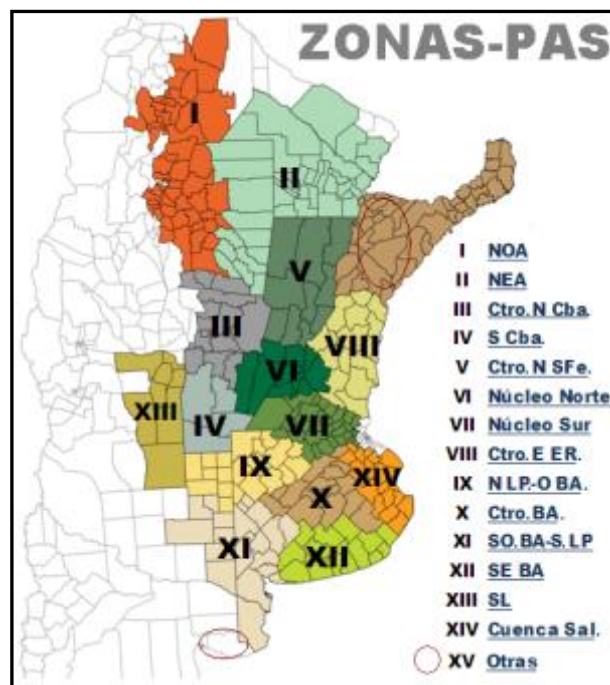 ZONAS-PAS
I
II
V
III
VIII
VI
XIII
IV
VII
IX
XIV
X
XI
XII
I NOA
II NEA
III Ctro.N Cba.
IV S Cba.
V Ctro.N SFe.
VI Núcleo Norte
VII Núcleo Sur
VIII Ctro.E ER.
IX N LP.-O BA.
X Ctro.BA.
XI SO.BA-S.LP
XII SE BA
XIII SL
XIV Cuenca Sal.
XV Otras